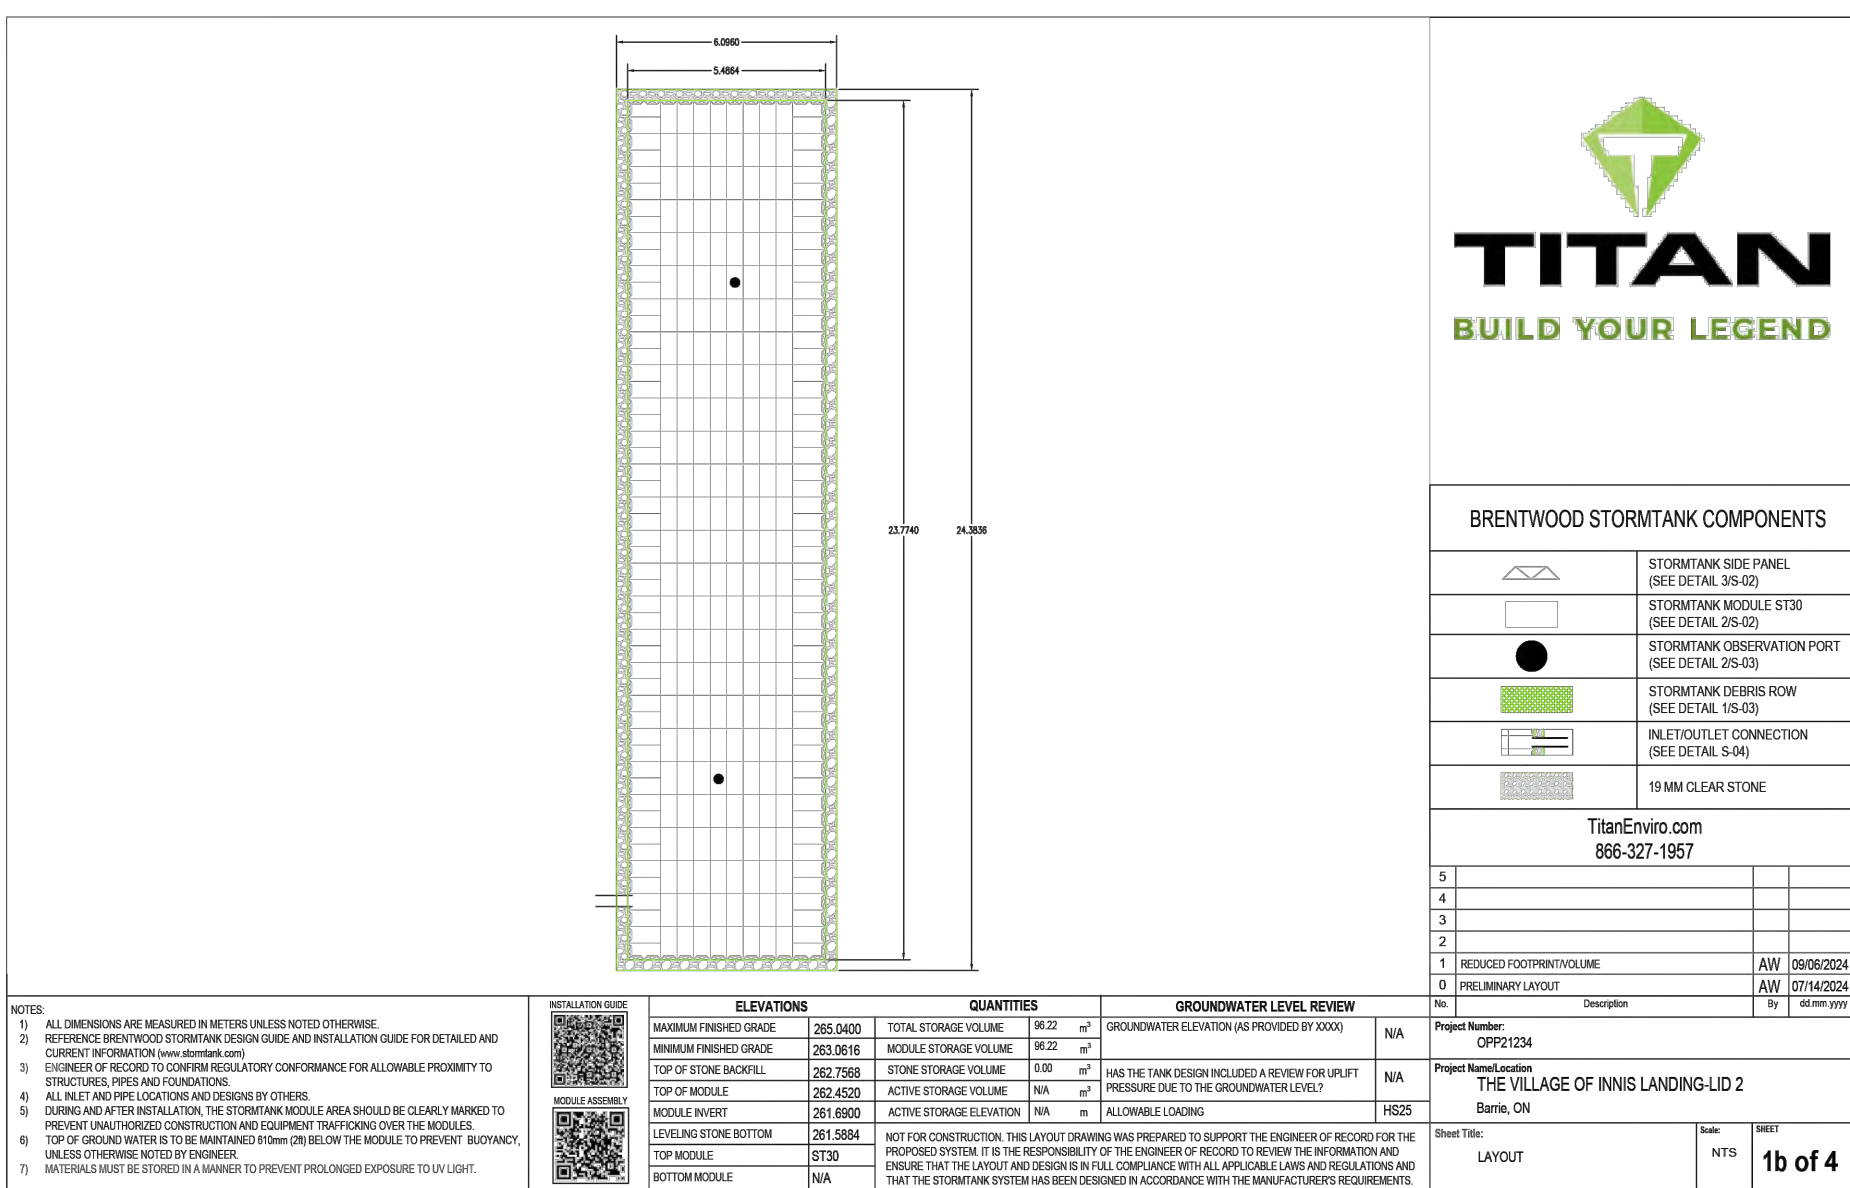 6.0960
5.4864
23.7740
24.3836
TITAN
BUILD YOUR LEGEND
BRENTWOOD STORMTANK COMPONENTS
STORMTANK SIDE PANEL
(SEE DETAIL 3/S-02)
STORMTANK MODULE ST30
(SEE DETAIL 2/S-02)
STORMTANK OBSERVATION PORT
(SEE DETAIL 2/S-03)
STORMTANK DEBRIS ROW
(SEE DETAIL 1/S-03)
INLET/OUTLET CONNECTION
(SEE DETAIL S-04)
19 MM CLEAR STONE
TitanEnviro.com
866-327-1957
5
4
3
2
1 REDUCED FOOTPRINT/VOLUME AW 09/06/2024
0 PRELIMINARY LAYOUT AW 07/14/2024
No. Description By dd.mm.yyyy
Project Number:
OPP21234
Project Name/Location
THE VILLAGE OF INNIS LANDING-LID 2
Barrie, ON
Sheet Title:
LAYOUT
Scale:
NTS
SHEET
1b of 4
NOTES:
1) ALL DIMENSIONS ARE MEASURED IN METERS UNLESS NOTED OTHERWISE.
2) REFERENCE BRENTWOOD STORMTANK DESIGN GUIDE AND INSTALLATION GUIDE FOR DETAILED AND
CURRENT INFORMATION (www.stormtank.com)
3) ENGINEER OF RECORD TO CONFIRM REGULATORY CONFORMANCE FOR ALLOWABLE PROXIMITY TO
STRUCTURES, PIPES AND FOUNDATIONS.
4) ALL INLET AND PIPE LOCATIONS AND DESIGNS BY OTHERS.
5) DURING AND AFTER INSTALLATION, THE STORMTANK MODULE AREA SHOULD BE CLEARLY MARKED TO
PREVENT UNAUTHORIZED CONSTRUCTION AND EQUIPMENT TRAFFICKING OVER THE MODULES.
6) TOP OF GROUND WATER IS TO BE MAINTAINED 610mm (2ft) BELOW THE MODULE TO PREVENT BUOYANCY,
UNLESS OTHERWISE NOTED BY ENGINEER.
7) MATERIALS MUST BE STORED IN A MANNER TO PREVENT PROLONGED EXPOSURE TO UV LIGHT.
INSTALLATION GUIDE
MODULE ASSEMBLY
ELEVATIONS
MAXIMUM FINISHED GRADE 265.0400
MINIMUM FINISHED GRADE 263.0616
TOP OF STONE BACKFILL 262.7568
TOP OF MODULE 262.4520
MODULE INVERT 261.6900
LEVELING STONE BOTTOM 261.5884
TOP MODULE ST30
BOTTOM MODULE N/A
QUANTITIES
TOTAL STORAGE VOLUME 96.22 m³
MODULE STORAGE VOLUME 96.22 m³
STONE STORAGE VOLUME 0.00 m³
ACTIVE STORAGE VOLUME N/A m³
ACTIVE STORAGE ELEVATION N/A m
GROUNDWATER LEVEL REVIEW
GROUNDWATER ELEVATION (AS PROVIDED BY XXXX) N/A
HAS THE TANK DESIGN INCLUDED A REVIEW FOR UPLIFT
PRESSURE DUE TO THE GROUNDWATER LEVEL? N/A
ALLOWABLE LOADING HS25
NOT FOR CONSTRUCTION. THIS LAYOUT DRAWING WAS PREPARED TO SUPPORT THE ENGINEER OF RECORD FOR THE
PROPOSED SYSTEM. IT IS THE RESPONSIBILITY OF THE ENGINEER OF RECORD TO REVIEW THE INFORMATION AND
ENSURE THAT THE LAYOUT AND DESIGN IS IN FULL COMPLIANCE WITH ALL APPLICABLE LAWS AND REGULATIONS AND
THAT THE STORMTANK SYSTEM HAS BEEN DESIGNED IN ACCORDANCE WITH THE MANUFACTURER'S REQUIREMENTS.